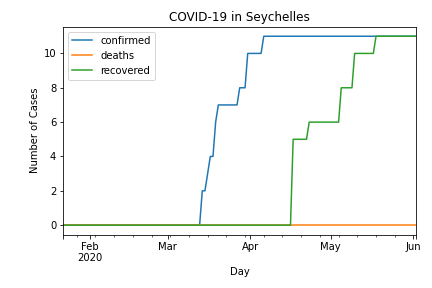 COVID-19 in Seychelles
confirmed
deaths
recovered
Number of Cases
10
8
6
4
2
0
Feb Mar Apr May Jun
2020
Day